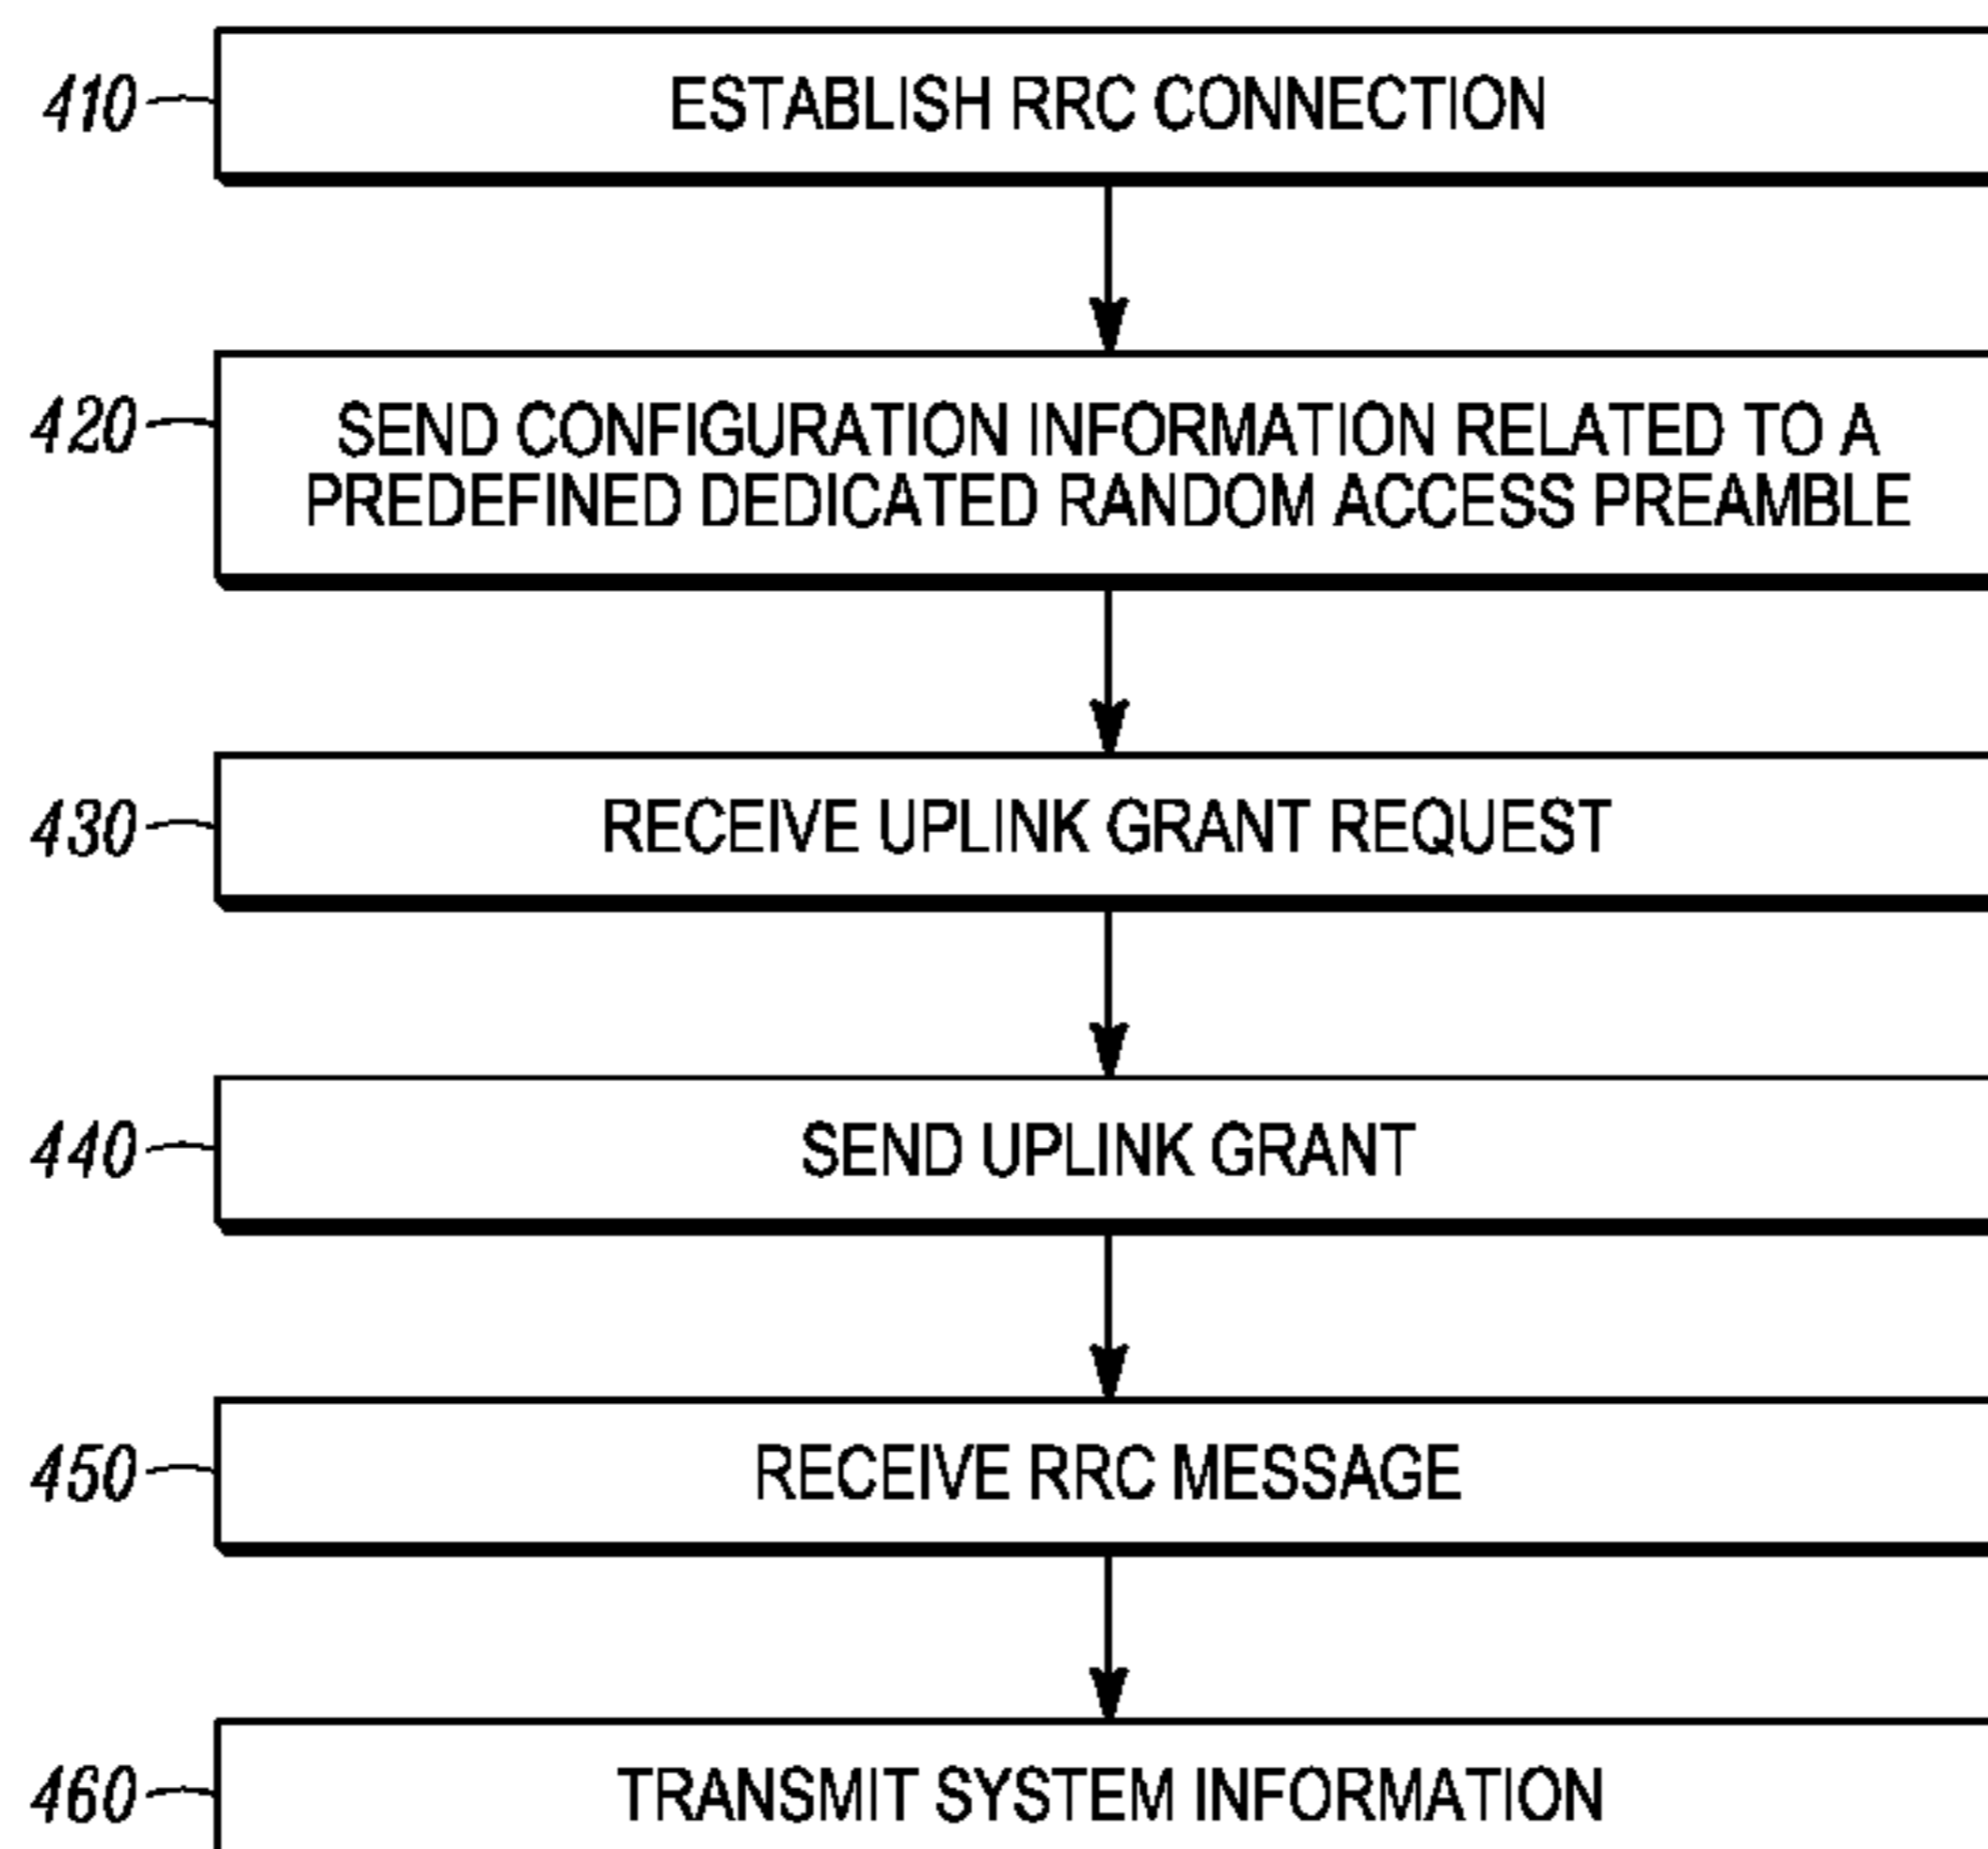 410
ESTABLISH RRC CONNECTION
420
SEND CONFIGURATION INFORMATION RELATED TO A
PREDEFINED DEDICATED RANDOM ACCESS PREAMBLE
430
RECEIVE UPLINK GRANT REQUEST
440
SEND UPLINK GRANT
450
RECEIVE RRC MESSAGE
460
TRANSMIT SYSTEM INFORMATION